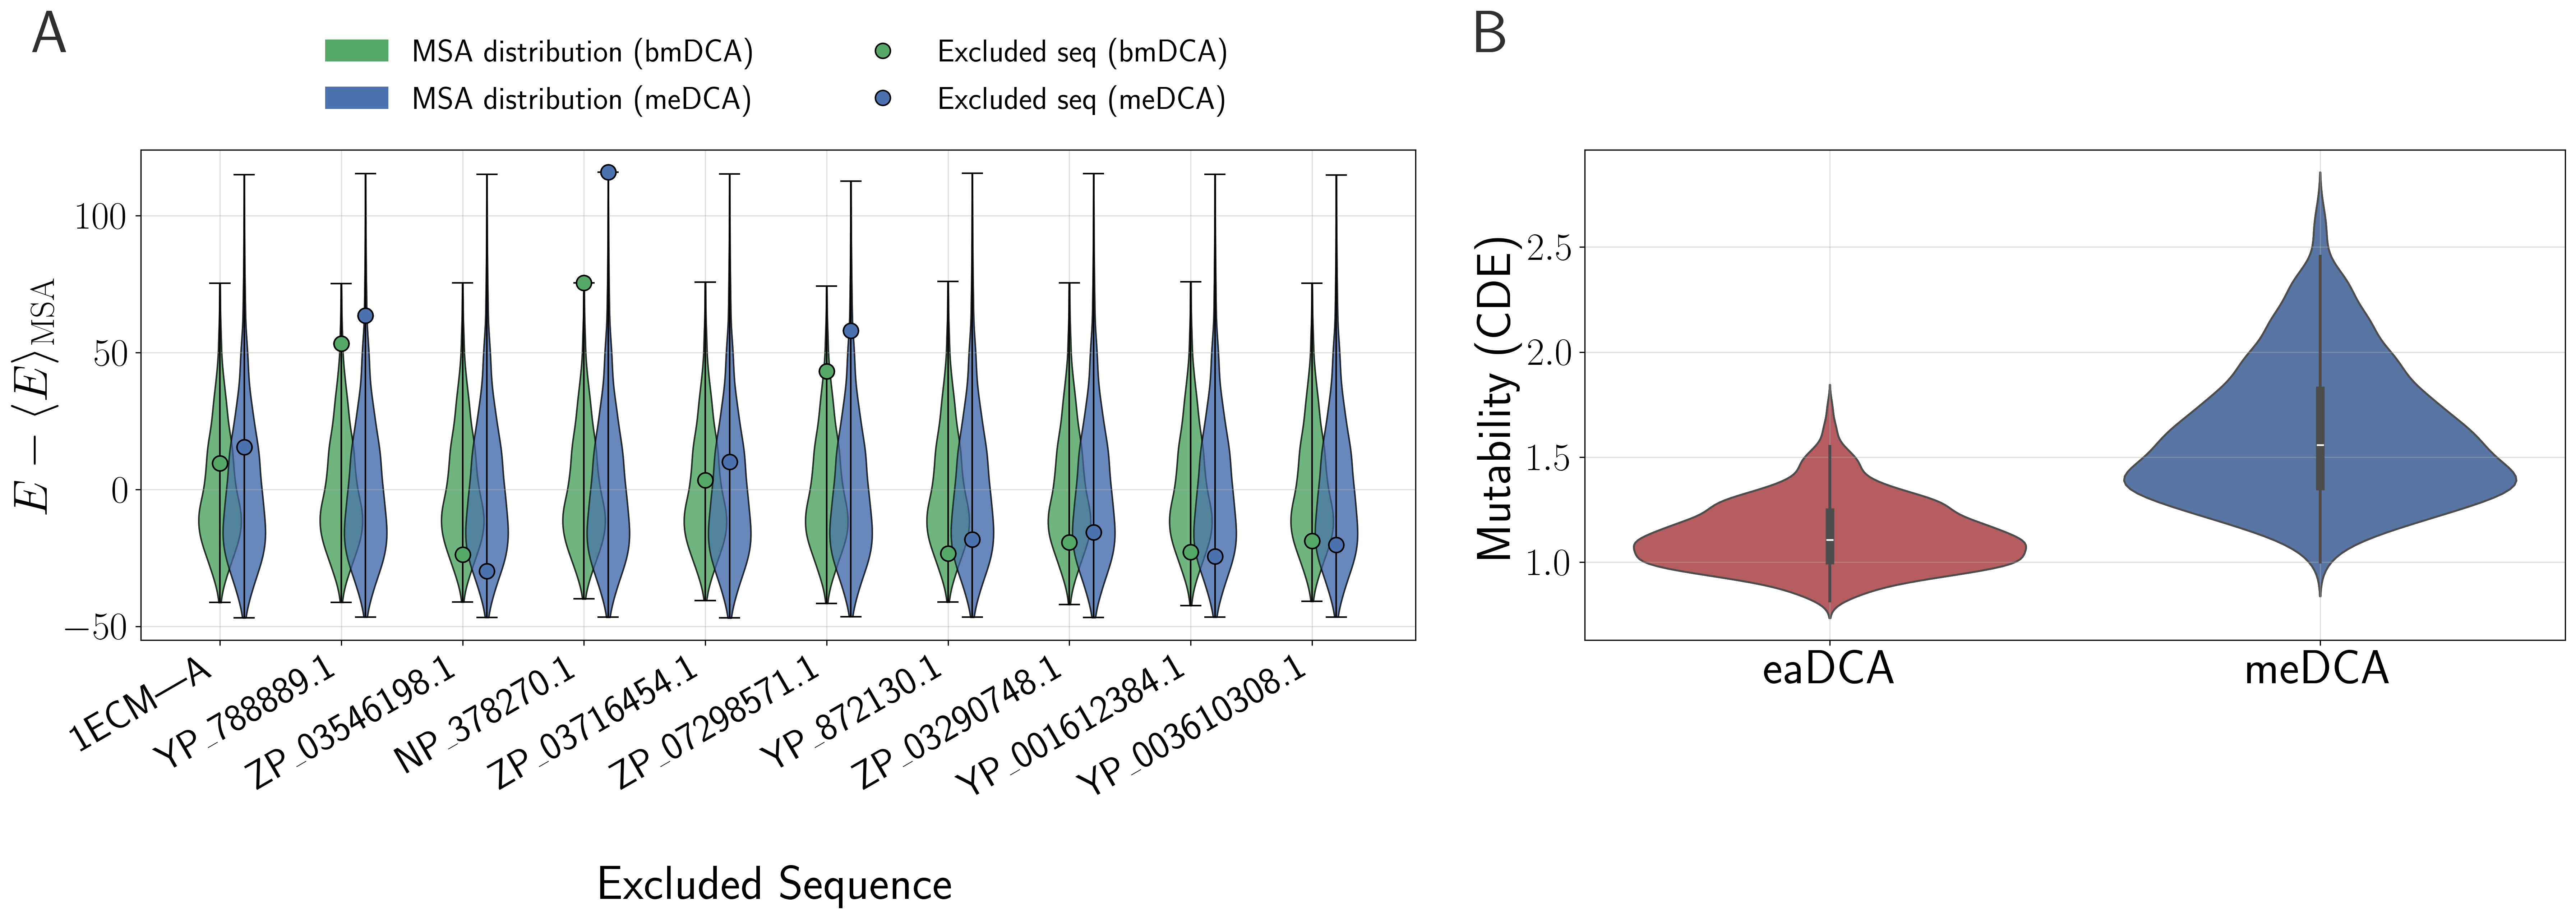 A
MSA distribution (bmDCA)
MSA distribution (meDCA)
Excluded seq (bmDCA)
Excluded seq (meDCA)
E − ⟨E⟩MSA
100
50
0
−50
1ECM—A
YP_788889.1
ZP_03546198.1
NP_378270.1
ZP_03716454.1
ZP_07298571.1
YP_872130.1
ZP_03290748.1
YP_001612384.1
YP_003610308.1
Excluded Sequence
B
Mutability (CDE)
2.5
2.0
1.5
1.0
eaDCA
meDCA